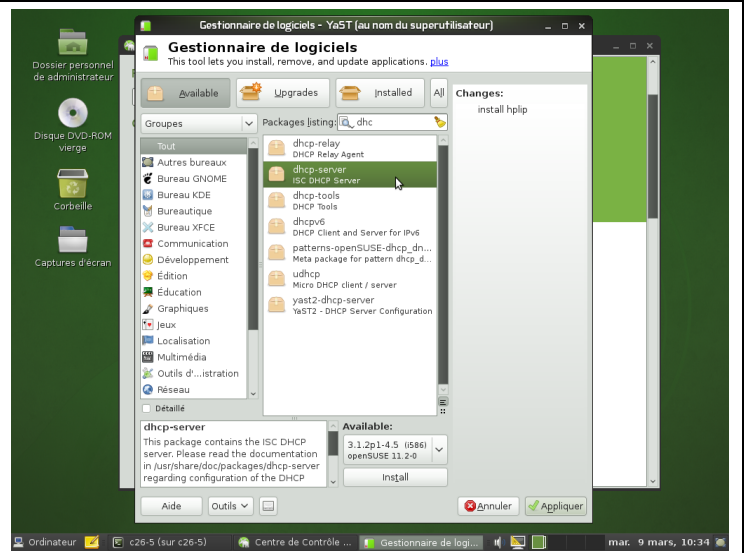 Gestionnaire de logiciels - YaST (au nom du superutilisateur)
Gestionnaire de logiciels
This tool lets you install, remove, and update applications. plus
Dossier personnel
de administrateur
Disque DVD-ROM
vierge
Corbeille
Captures d'écran
Available
Upgrades
Installed
All
Changes:
install hplip
Groupes
Packages listing:
dhc
Tout
Autres bureaux
Bureau GNOME
Bureau KDE
Bureautique
Bureau XFCE
Communication
Développement
Édition
Éducation
Graphiques
Jeux
Localisation
Multimédia
Outils d'...istration
Réseau
Détaillé
dhcp-relay
DHCP Relay Agent
dhcp-server
ISC DHCP Server
dhcp-tools
DHCP Tools
dhcpv6
DHCP Client and Server for IPv6
patterns-openSUSE-dhcp_dn...
Meta package for pattern dhcp_d...
udhcp
Micro DHCP client / server
yast2-dhcp-server
YaST2 - DHCP Server Configuration
dhcp-server
This package contains the ISC DHCP
server. Please read the documentation
in /usr/share/doc/packages/dhcp-server
regarding configuration of the DHCP
Available:
3.1.2p1-4.5 (i586)
openSUSE 11.2-0
Install
Aide
Outils
Annuler
Appliquer
Ordinateur
c26-5 (sur c26-5)
Centre de Contrôle ...
Gestionnaire de logi...
mar. 9 mars, 10:34